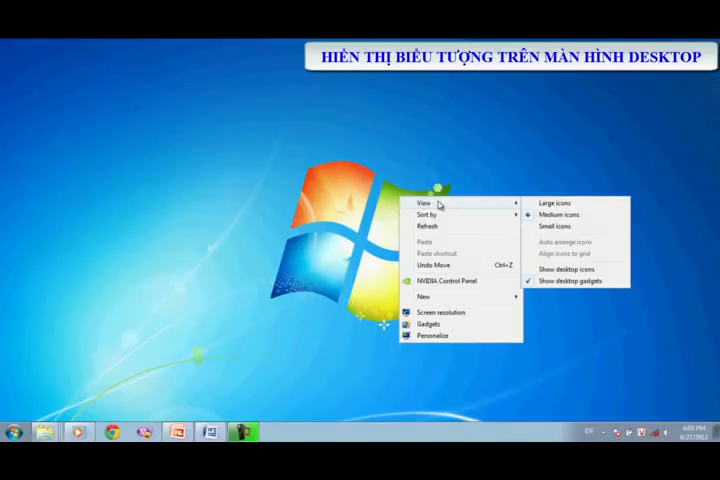 HIỂN THỊ BIỂU TƯỢNG TRÊN MÀN HÌNH DESKTOP
View
Sort by
Refresh
Paste
Paste shortcut
Undo Move Ctrl+Z
NVIDIA Control Panel
New
Screen resolution
Gadgets
Personalize
Large icons
Medium icons
Small icons
Auto arrange icons
Align icons to grid
Show desktop icons
Show desktop gadgets
EN
4:03 PM
6/27/2012